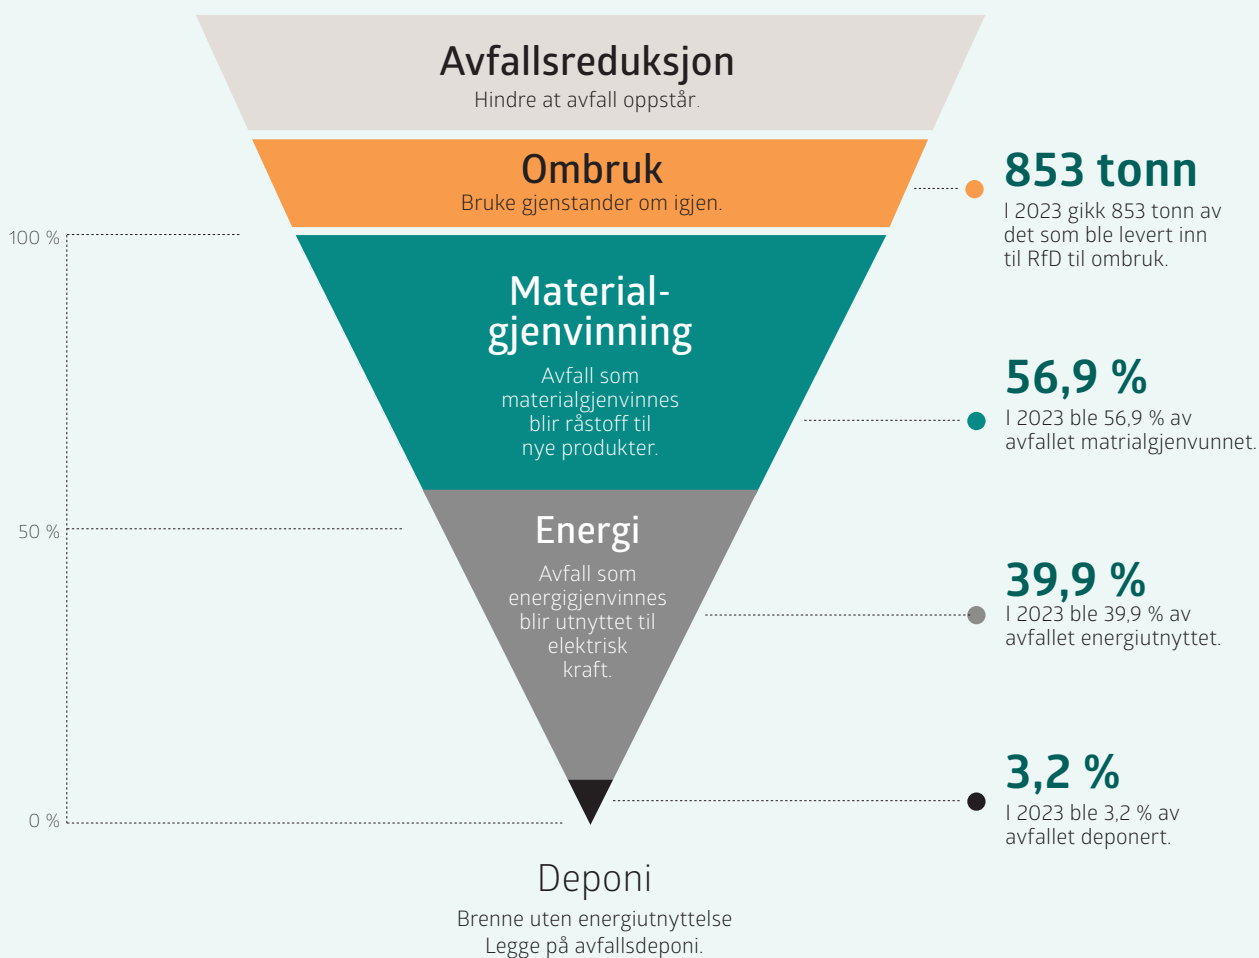 Avfallsreduksjon
Hindre at avfall oppstår.
Ombruk
Bruke gjenstander om igjen.
853 tonn
I 2023 gikk 853 tonn av
det som ble levert inn
til RfD til ombruk.
100 %
Material-
gjenvinning
Avfall som
materialgjenvinnes
blir råstoff til
nye produkter.
56,9 %
I 2023 ble 56,9 % av
avfallet matrialgjenvunnet.
50 %
Energi
Avfall som
energigjenvinnes
blir utnyttet til
elektrisk
kraft.
39,9 %
I 2023 ble 39,9 % av
avfallet energiutnyttet.
3,2 %
I 2023 ble 3,2 % av
avfallet deponert.
0 %
Deponi
Brenne uten energiutnyttelse
Legge på avfallsdeponi.